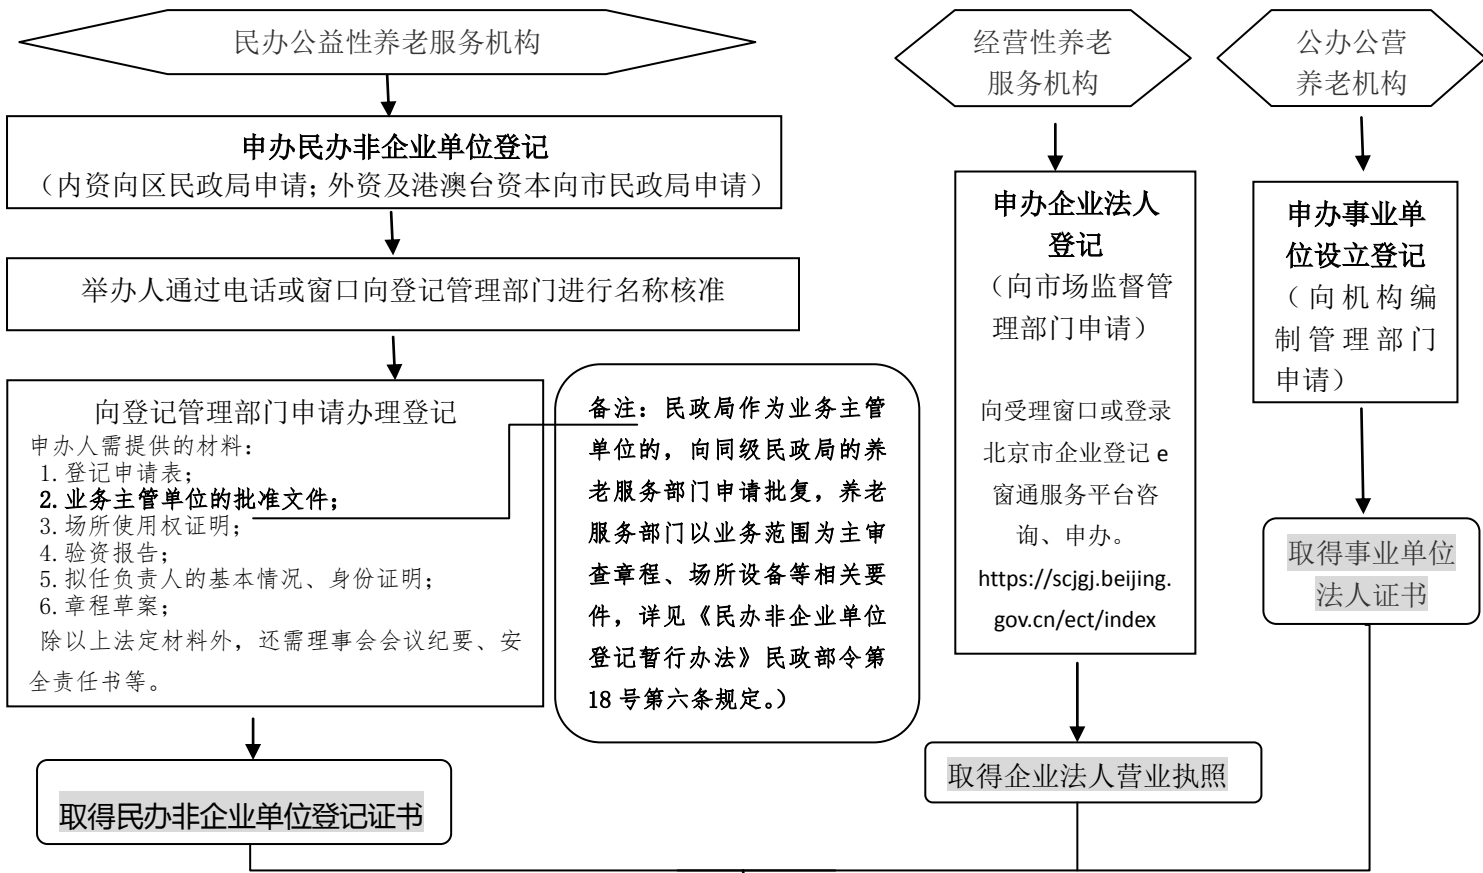 民办公益性养老服务机构
申办民办非企业单位登记
（内资向区民政局申请；外资及港澳台资本向市民政局申请）
举办人通过电话或窗口向登记管理部门进行名称核准
向登记管理部门申请办理登记
申办人需提供的材料：
1.登记申请表；
2.业务主管单位的批准文件；
3.场所使用权证明；
4.验资报告；
5.拟任负责人的基本情况、身份证明；
6.章程草案；
除以上法定材料外，还需理事会会议纪要、安
全责任书等。
取得民办非企业单位登记证书
备注：民政局作为业务主管
单位的，向同级民政局的养
老服务部门申请批复，养老
服务部门以业务范围为主审
查章程、场所设备等相关要
件，详见《民办非企业单位
登记暂行办法》民政部令第
18号第六条规定。）
经营性养老
服务机构
申办企业法人
登记
（向市场监督管
理部门申请）
向受理窗口或登录
北京市企业登记 e
窗通服务平台咨
询、申办。
https://scjgj.beijing.
gov.cn/ect/index
取得企业法人营业执照
公办公营
养老机构
申办事业单
位设立登记
（向机构编
制管理部门
申请）
取得事业单位
法人证书